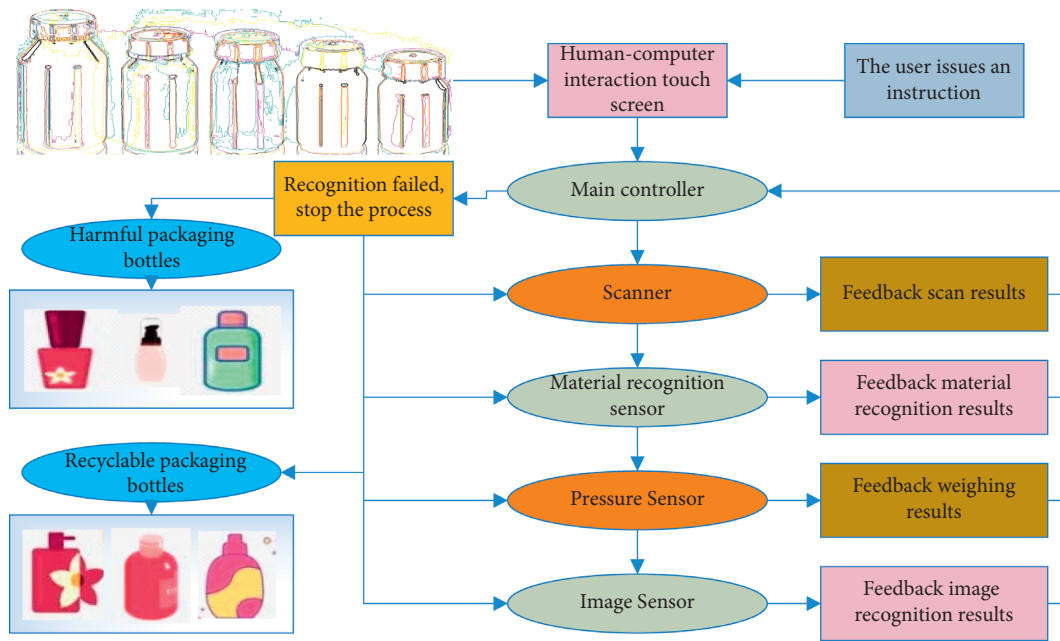 Human-computer
interaction touch
screen
The user issues an
instruction
Recognition failed,
stop the process
Main controller
Harmful packaging
bottles
Scanner
Feedback scan results
Material recognition
sensor
Feedback material
recognition results
Recyclable packaging
bottles
Pressure Sensor
Feedback weighing
results
Image Sensor
Feedback image
recognition results